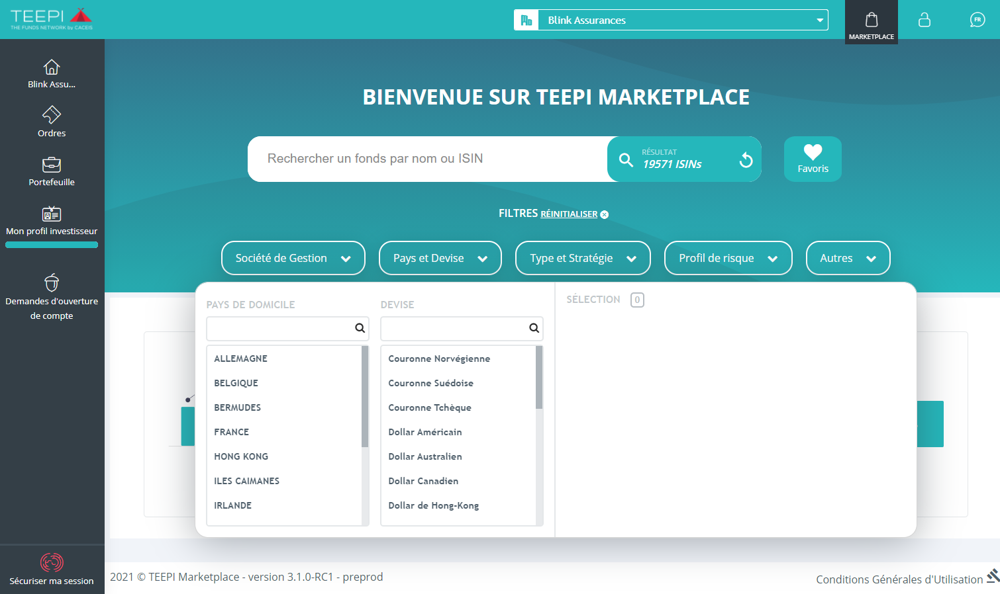 TEEPI
THE FUNDS NETWORK by CACEIS
Blink Assurances
MARKETPLACE
FR
Blink Assu...
Ordres
Portefeuille
Mon profil investisseur
Demandes d'ouverture
de compte
Sécuriser ma session
BIENVENUE SUR TEEPI MARKETPLACE
Rechercher un fonds par nom ou ISIN
RÉSULTAT
19571 ISINs
Favoris
FILTRES RÉINITIALISER
Société de Gestion
Pays et Devise
Type et Stratégie
Profil de risque
Autres
PAYS DE DOMICILE
ALLEMAGNE
BELGIQUE
BERMUDES
FRANCE
HONG KONG
ILES CAIMANES
IRLANDE
DEVISE
Couronne Norvégienne
Couronne Suédoise
Couronne Tchèque
Dollar Américain
Dollar Australien
Dollar Canadien
Dollar de Hong-Kong
SÉLECTION 0
2021 © TEEPI Marketplace - version 3.1.0-RC1 - preprod
Conditions Générales d'Utilisation